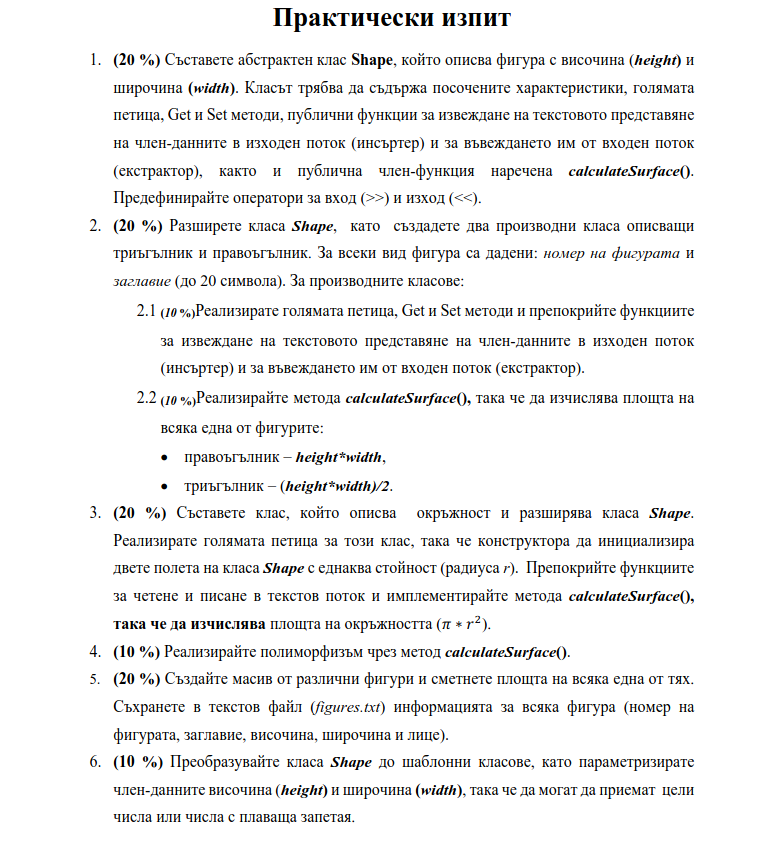 Практически изпит
1. (20 %) Съставете абстрактен клас Shape, който описва фигура с височина (height) и
широчина (width). Класът трябва да съдържа посочените характеристики, голямата
петица, Get и Set методи, публични функции за извеждане на текстовото представяне
на член-данните в изходен поток (инсъртер) и за въвеждането им от входен поток
(екстрактор), както и публична член-функция наречена calculateSurface().
Предефинирайте оператори за вход (>>) и изход (<<).
2. (20 %) Разширете класа Shape, като създадете два производни класа описващи
триъгълник и правоъгълник. За всеки вид фигура са дадени: номер на фигурата и
заглавие (до 20 символа). За производните класове:
2.1 (10 %)Реализирате голямата петица, Get и Set методи и препокрийте функциите
за извеждане на текстовото представяне на член-данните в изходен поток
(инсъртер) и за въвеждането им от входен поток (екстрактор).
2.2 (10 %)Реализирайте метода calculateSurface(), така че да изчислява площта на
всяка една от фигурите:
• правоъгълник – height*width,
• триъгълник – (height*width)/2.
3. (20 %) Съставете клас, който описва окръжност и разширява класа Shape.
Реализирате голямата петица за този клас, така че конструктора да инициализира
двете полета на класа Shape с еднаква стойност (радиуса r). Препокрийте функциите
за четене и писане в текстов поток и имплементирайте метода calculateSurface(),
така че да изчислява площта на окръжността (π ∗ r²).
4. (10 %) Реализирайте полиморфизъм чрез метод calculateSurface().
5. (20 %) Създайте масив от различни фигури и сметнете площта на всяка една от тях.
Съхранете в текстов файл (figures.txt) информацията за всяка фигура (номер на
фигурата, заглавие, височина, широчина и лице).
6. (10 %) Преобразувайте класа Shape до шаблонни класове, като параметризирате
член-данните височина (height) и широчина (width), така че да могат да приемат цели
числа или числа с плаваща запетая.